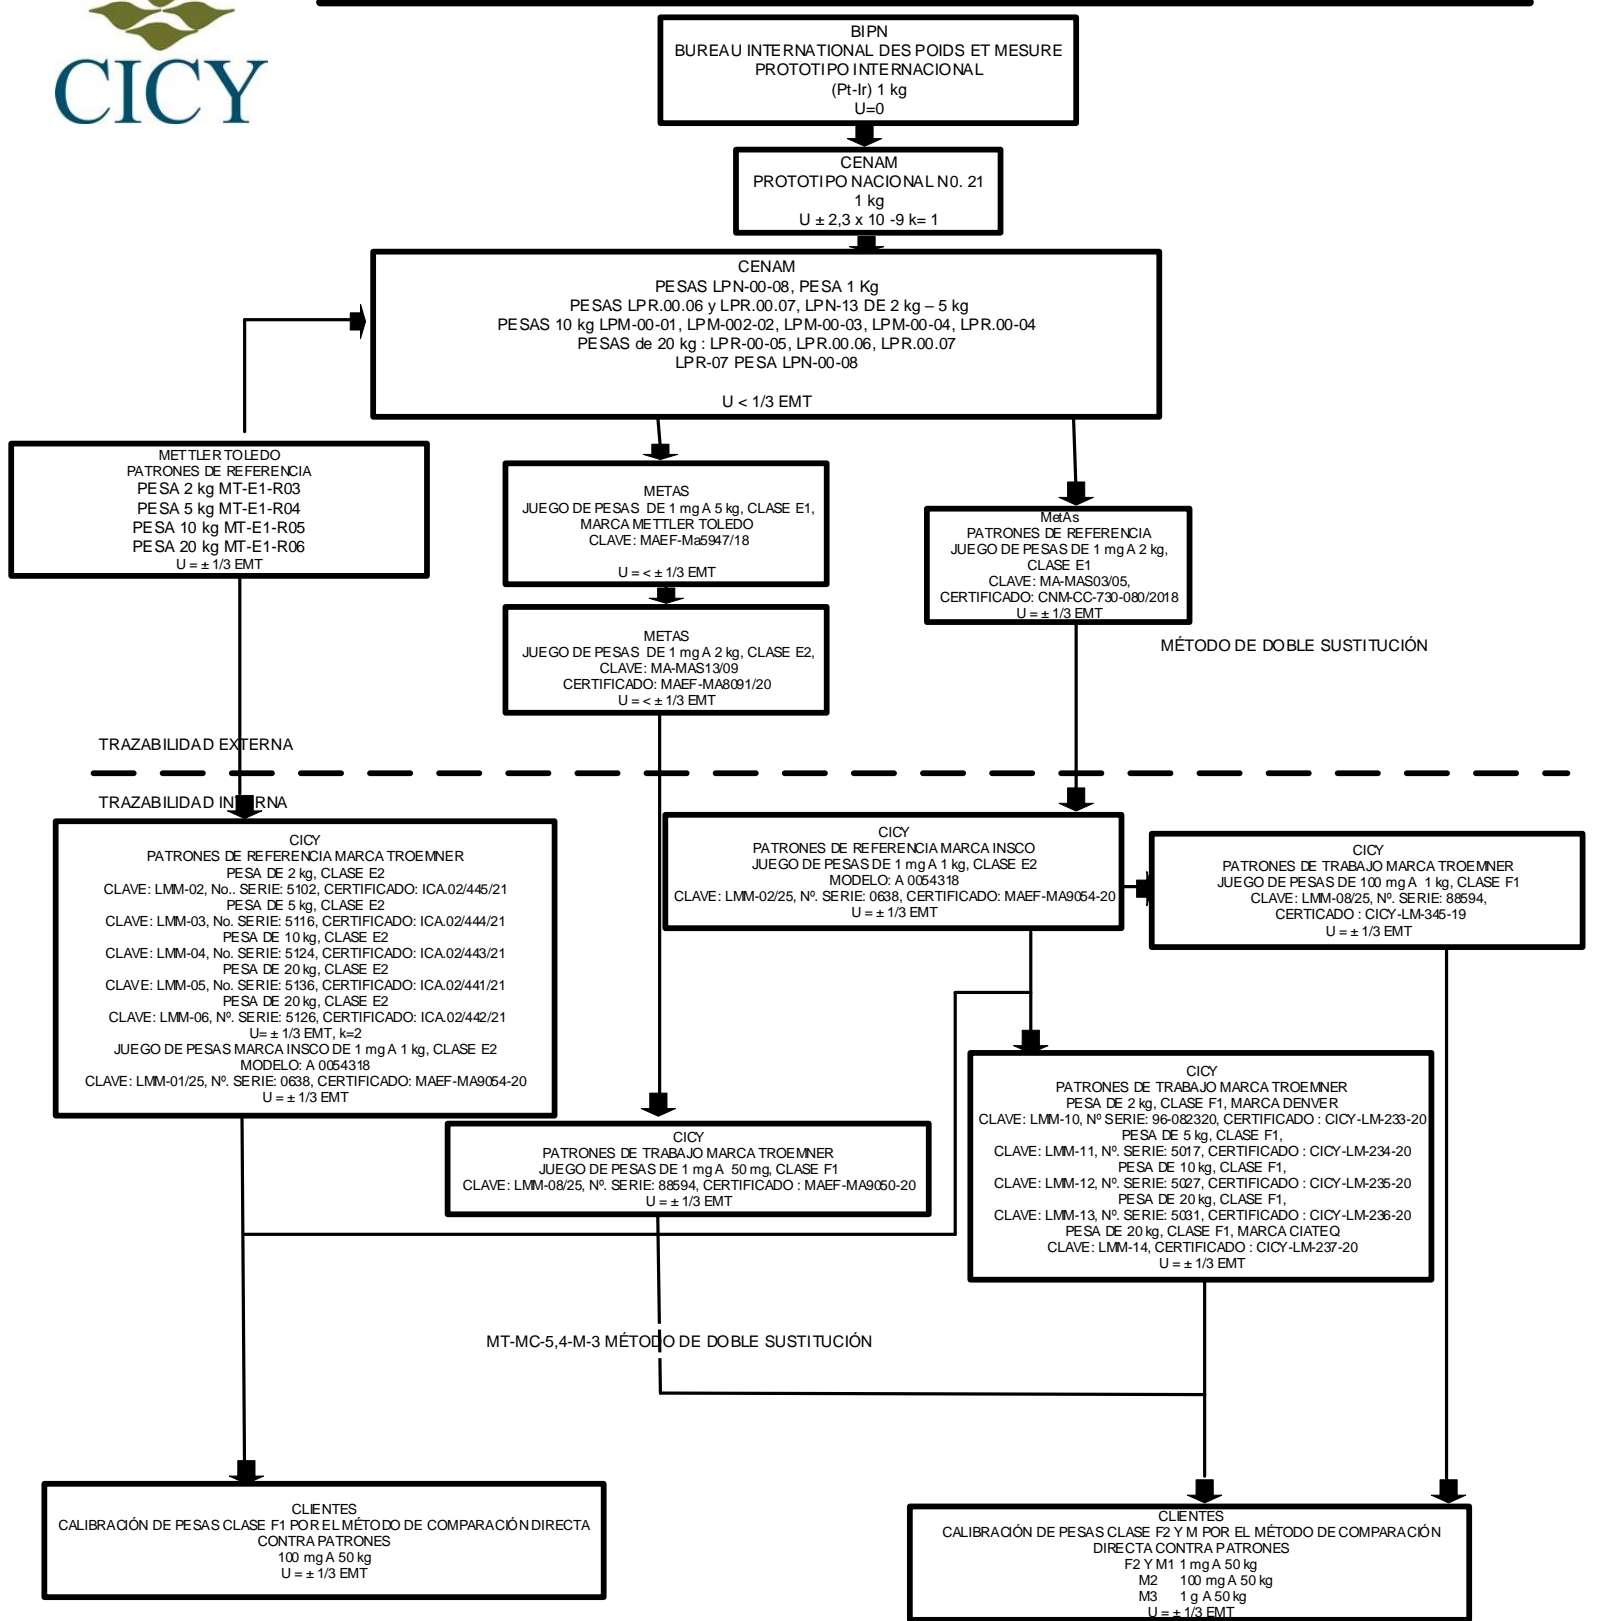 CICY
BIPN
BUREAU INTERNATIONAL DES POIDS ET MESURE
PROTOTIPO INTERNACIONAL
(Pt-Ir) 1 kg
U=0
CENAM
PROTOTIPO NACIONAL N0. 21
1 kg
U ± 2,3 x 10 -9 k= 1
CENAM
PESAS LPN-00-08, PESA 1 Kg
PESAS LPR.00.06 y LPR.00.07, LPN-13 DE 2 kg – 5 kg
PESAS 10 kg LPM-00-01, LPM-002-02, LPM-00-03, LPM-00-04, LPR.00-04
PESAS de 20 kg : LPR-00-05, LPR.00.06, LPR.00.07
LPR-07 PESA LPN-00-08
U < 1/3 EMT
METTLER TOLEDO
PATRONES DE REFERENCIA
PESA 2 kg MT-E1-R03
PESA 5 kg MT-E1-R04
PESA 10 kg MT-E1-R05
PESA 20 kg MT-E1-R06
U = ± 1/3 EMT
METAS
JUEGO DE PESAS DE 1 mg A 5 kg, CLASE E1,
MARCA METTLER TOLEDO
CLAVE: MAEF-Ma5947/18
U = < ± 1/3 EMT
MetAs
PATRONES DE REFERENCIA
JUEGO DE PESAS DE 1 mg A 2 kg,
CLASE E1
CLAVE: MA-MAS03/05,
CERTIFICADO: CNM-CC-730-080/2018
U = ± 1/3 EMT
METAS
JUEGO DE PESAS DE 1 mg A 2 kg, CLASE E2,
CLAVE: MA-MAS13/09
CERTIFICADO: MAEF-MA8091/20
U = < ± 1/3 EMT
MÉTODO DE DOBLE SUSTITUCIÓN
TRAZABILIDAD EXTERNA
TRAZABILIDAD INTERNA
CICY
PATRONES DE REFERENCIA MARCA TROEMNER
PESA DE 2 kg, CLASE E2
CLAVE: LMM-02, No.. SERIE: 5102, CERTIFICADO: ICA.02/445/21
PESA DE 5 kg, CLASE E2
CLAVE: LMM-03, No. SERIE: 5116, CERTIFICADO: ICA.02/444/21
PESA DE 10 kg, CLASE E2
CLAVE: LMM-04, No. SERIE: 5124, CERTIFICADO: ICA.02/443/21
PESA DE 20 kg, CLASE E2
CLAVE: LMM-05, No. SERIE: 5136, CERTIFICADO: ICA.02/441/21
PESA DE 20 kg, CLASE E2
CLAVE: LMM-06, Nº. SERIE: 5126, CERTIFICADO: ICA.02/442/21
U= ± 1/3 EMT, k=2
JUEGO DE PESAS MARCA INSCO DE 1 mg A 1 kg, CLASE E2
MODELO: A 0054318
CLAVE: LMM-01/25, Nº. SERIE: 0638, CERTIFICADO: MAEF-MA9054-20
U = ± 1/3 EMT
CICY
PATRONES DE REFERENCIA MARCA INSCO
JUEGO DE PESAS DE 1 mg A 1 kg, CLASE E2
MODELO: A 0054318
CLAVE: LMM-02/25, Nº. SERIE: 0638, CERTIFICADO: MAEF-MA9054-20
U = ± 1/3 EMT
CICY
PATRONES DE TRABAJO MARCA TROEMNER
JUEGO DE PESAS DE 100 mg A 1 kg, CLASE F1
CLAVE: LMM-08/25, Nº. SERIE: 88594,
CERTICADO : CICY-LM-345-19
U = ± 1/3 EMT
CICY
PATRONES DE TRABAJO MARCA TROEMNER
PESA DE 2 kg, CLASE F1, MARCA DENVER
CLAVE: LMM-10, Nº SERIE: 96-082320, CERTIFICADO : CICY-LM-233-20
PESA DE 5 kg, CLASE F1,
CLAVE: LMM-11, Nº. SERIE: 5017, CERTIFICADO : CICY-LM-234-20
PESA DE 10 kg, CLASE F1,
CLAVE: LMM-12, Nº. SERIE: 5027, CERTIFICADO : CICY-LM-235-20
PESA DE 20 kg, CLASE F1,
CLAVE: LMM-13, Nº. SERIE: 5031, CERTIFICADO : CICY-LM-236-20
PESA DE 20 kg, CLASE F1, MARCA CIATEQ
CLAVE: LMM-14, CERTIFICADO : CICY-LM-237-20
U = ± 1/3 EMT
CICY
PATRONES DE TRABAJO MARCA TROEMNER
JUEGO DE PESAS DE 1 mg A 50 mg, CLASE F1
CLAVE: LMM-08/25, Nº. SERIE: 88594, CERTIFICADO : MAEF-MA9050-20
U = ± 1/3 EMT
MT-MC-5,4-M-3 MÉTODO DE DOBLE SUSTITUCIÓN
CLIENTES
CALIBRACIÓN DE PESAS CLASE F1 POR EL MÉTODO DE COMPARACIÓN DIRECTA
CONTRA PATRONES
100 mg A 50 kg
U = ± 1/3 EMT
CLIENTES
CALIBRACIÓN DE PESAS CLASE F2 Y M POR EL MÉTODO DE COMPARACIÓN
DIRECTA CONTRA PATRONES
F2 Y M1 1 mg A 50 kg
M2 100 mg A 50 kg
M3 1 g A 50 kg
U = ± 1/3 EMT